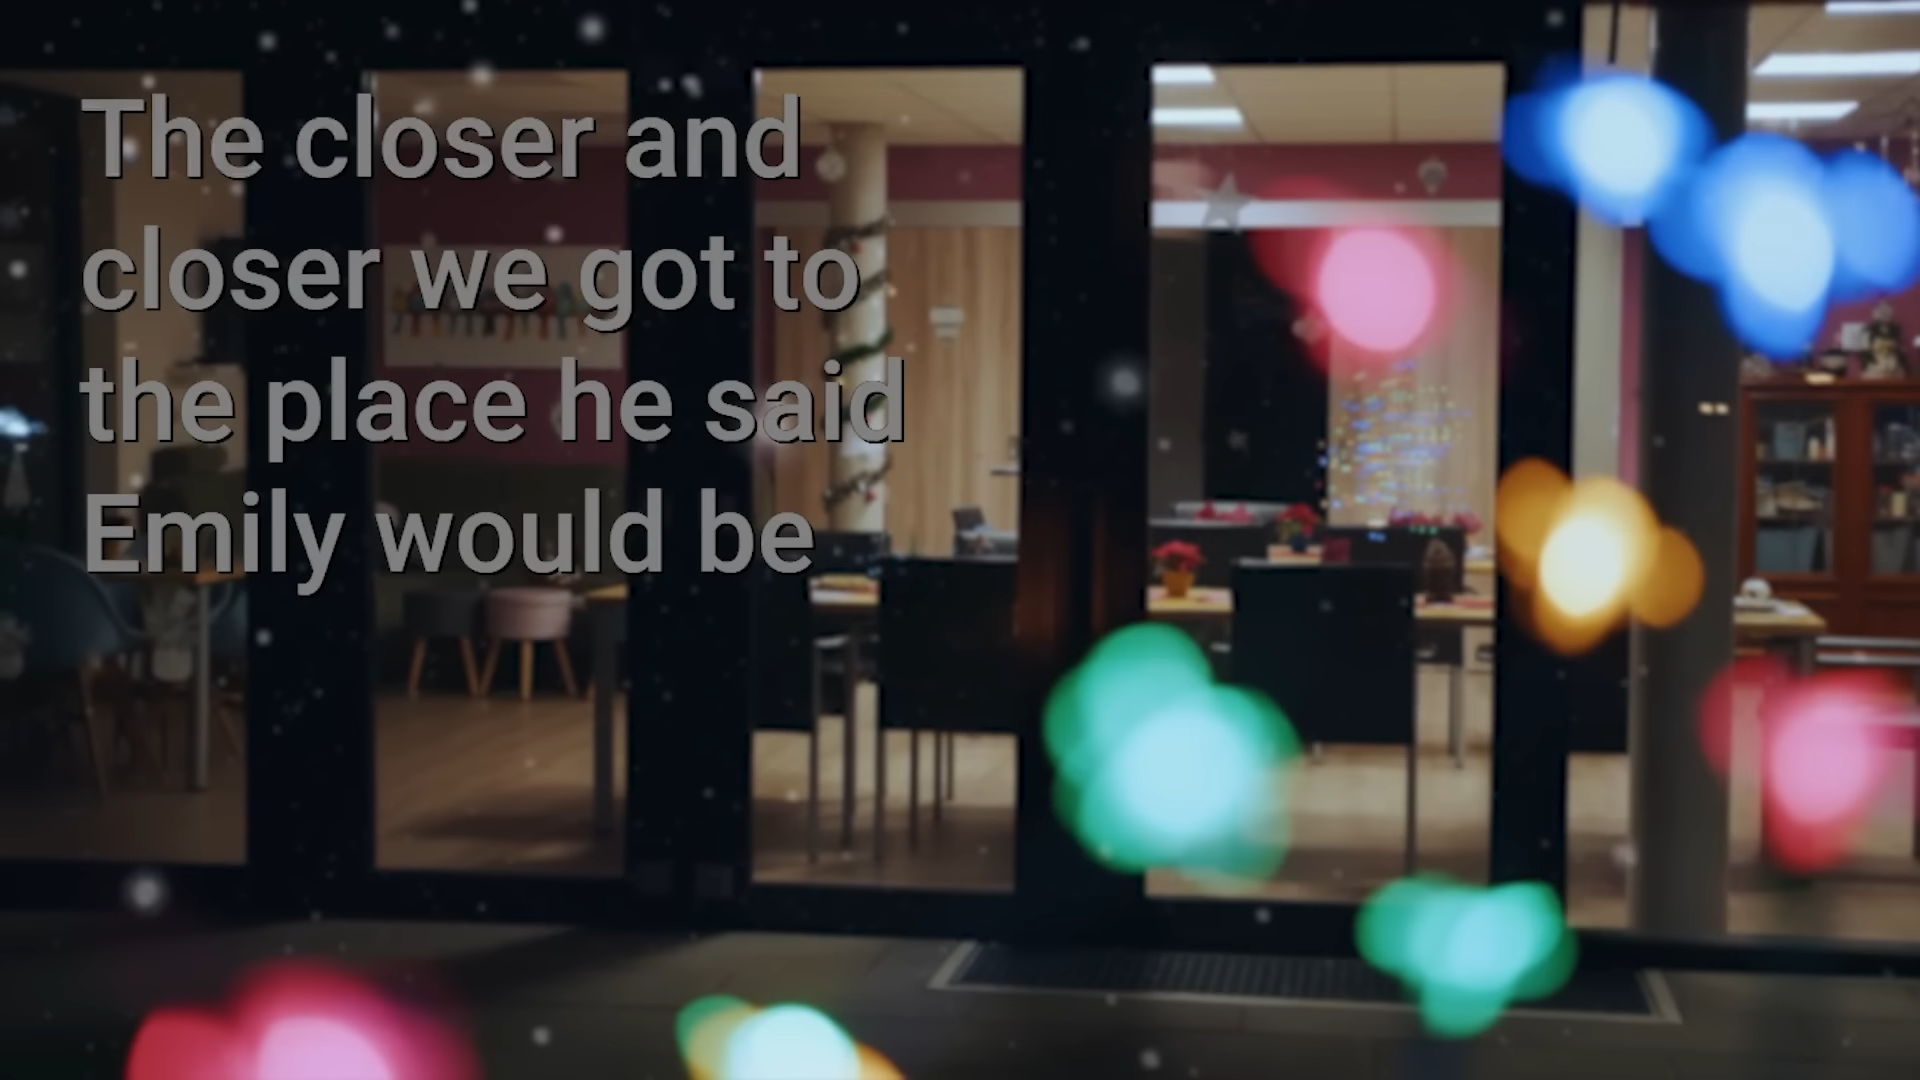 The closer and
closer we got to
the place he said
Emily would be